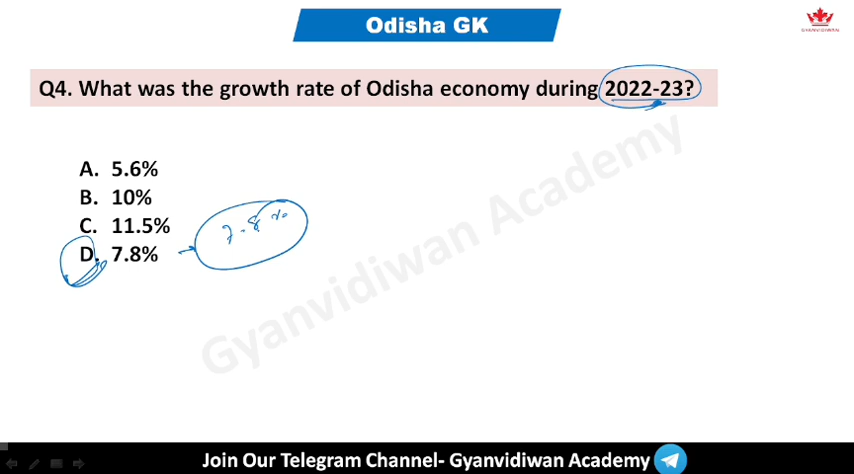 Odisha GK
GYANVIDIWAN
Q4. What was the growth rate of Odisha economy during 2022-23?
A. 5.6%
B. 10%
C. 11.5%
D. 7.8%
7.8%
Gyanvidiwan Academy
Join Our Telegram Channel- Gyanvidiwan Academy